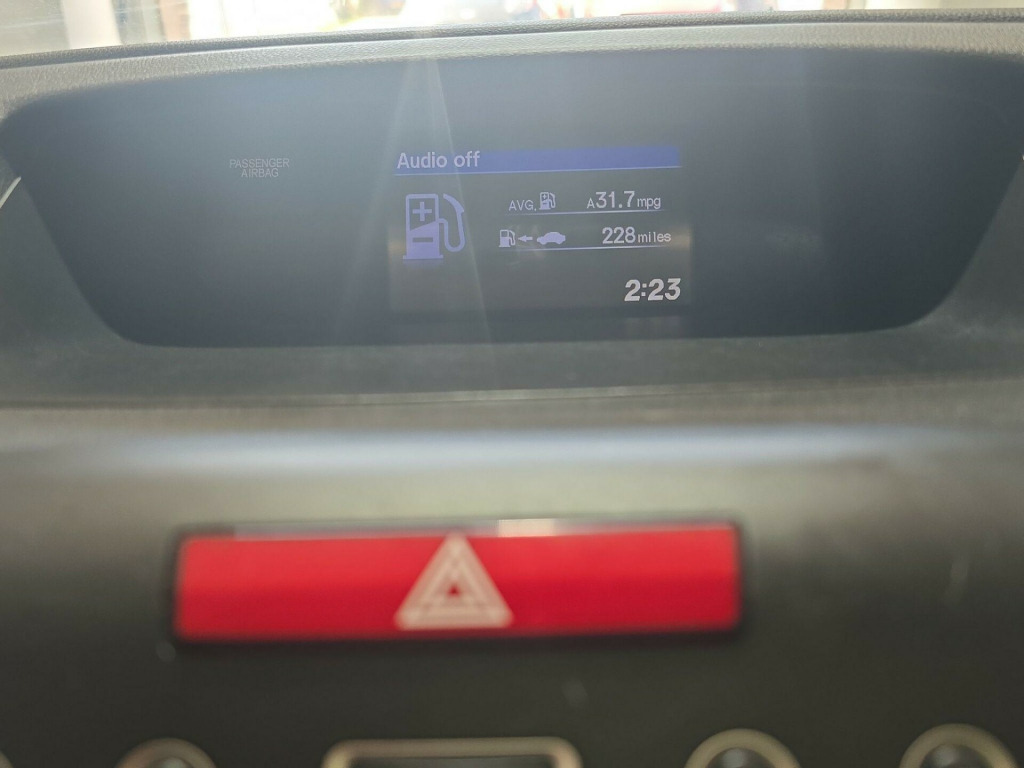 PASSENGER
AIRBAG
Audio off
AVG. A31.7mpg
228miles
2:23